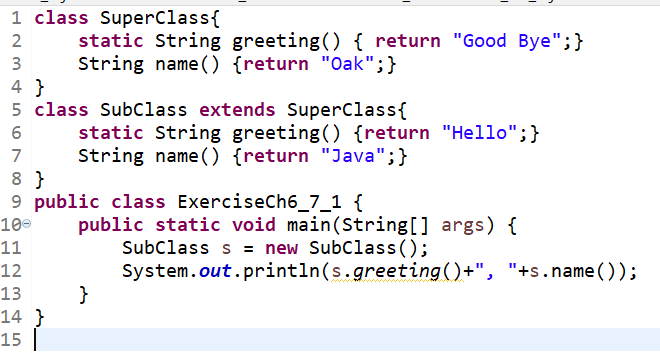 1 class SuperClass{
2     static String greeting() { return "Good Bye";}
3     String name() {return "Oak";}
4 }
5 class SubClass extends SuperClass{
6     static String greeting() {return "Hello";}
7     String name() {return "Java";}
8 }
9 public class ExerciseCh6_7_1 {
10     public static void main(String[] args) {
11         SubClass s = new SubClass();
12         System.out.println(s.greeting()+", "+s.name());
13     }
14 }
15